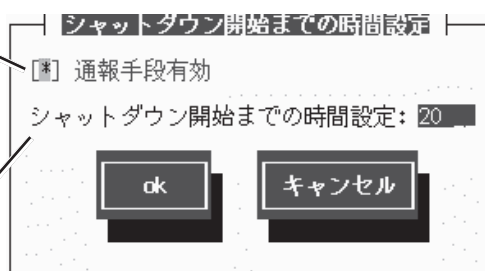 シャットダウン開始までの時間設定
[*] 通報手段有効
シャットダウン開始までの時間設定: 20
ok キャンセル